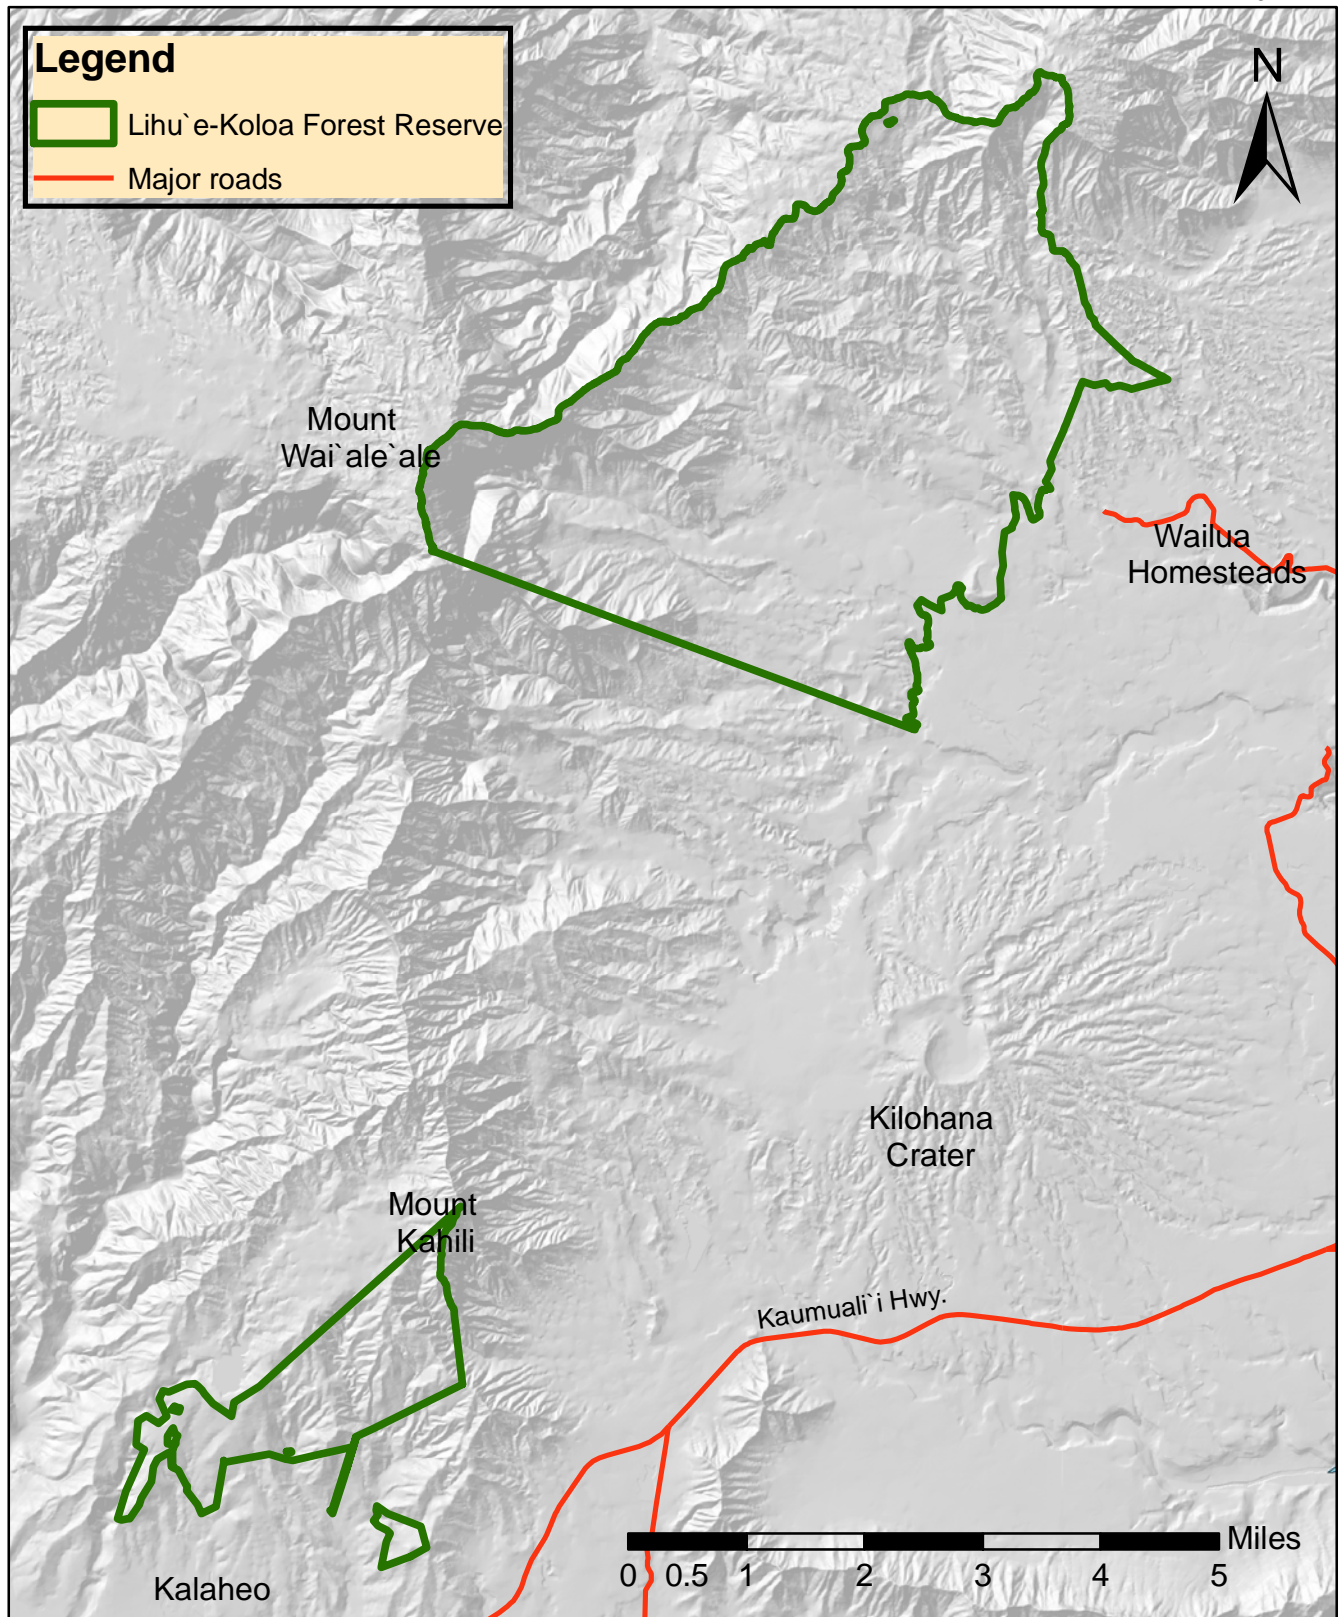 Legend
Lihu`e-Koloa Forest Reserve
Major roads
N
Mount
Wai`ale`ale
Wailua
Homesteads
Kilohana
Crater
Mount
Kahili
Kaumuali`i Hwy.
Miles
0 0.5 1 2 3 4 5
Kalaheo